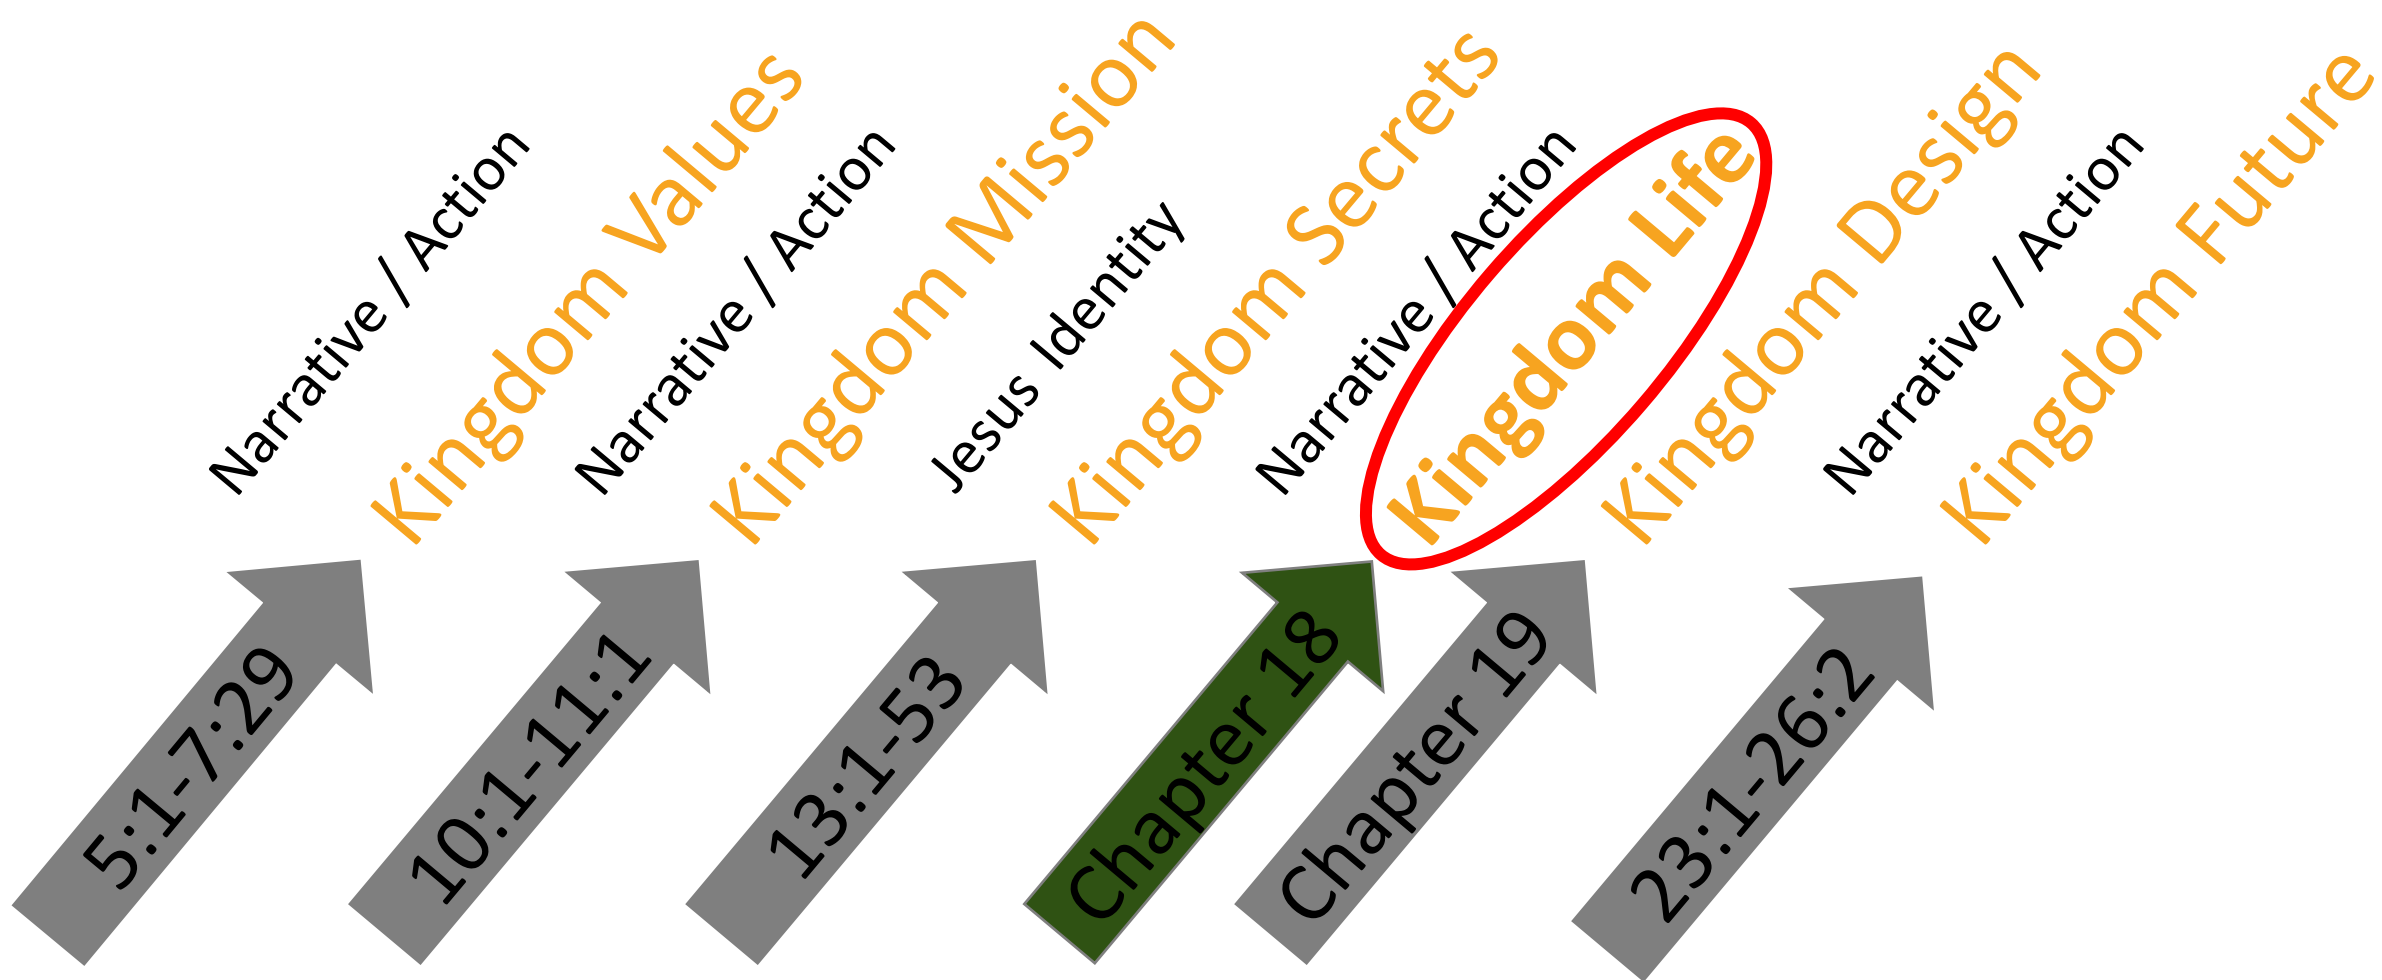 Narrative / Action
Kingdom Values
Narrative / Action
Kingdom Mission
Jesus Identity
Kingdom Secrets
Narrative / Action
Kingdom Life
Kingdom Design
Narrative / Action
Kingdom Future
5:1-7:29
10:1-11:1
13:1-53
Chapter 18
Chapter 19
23:1-26:2